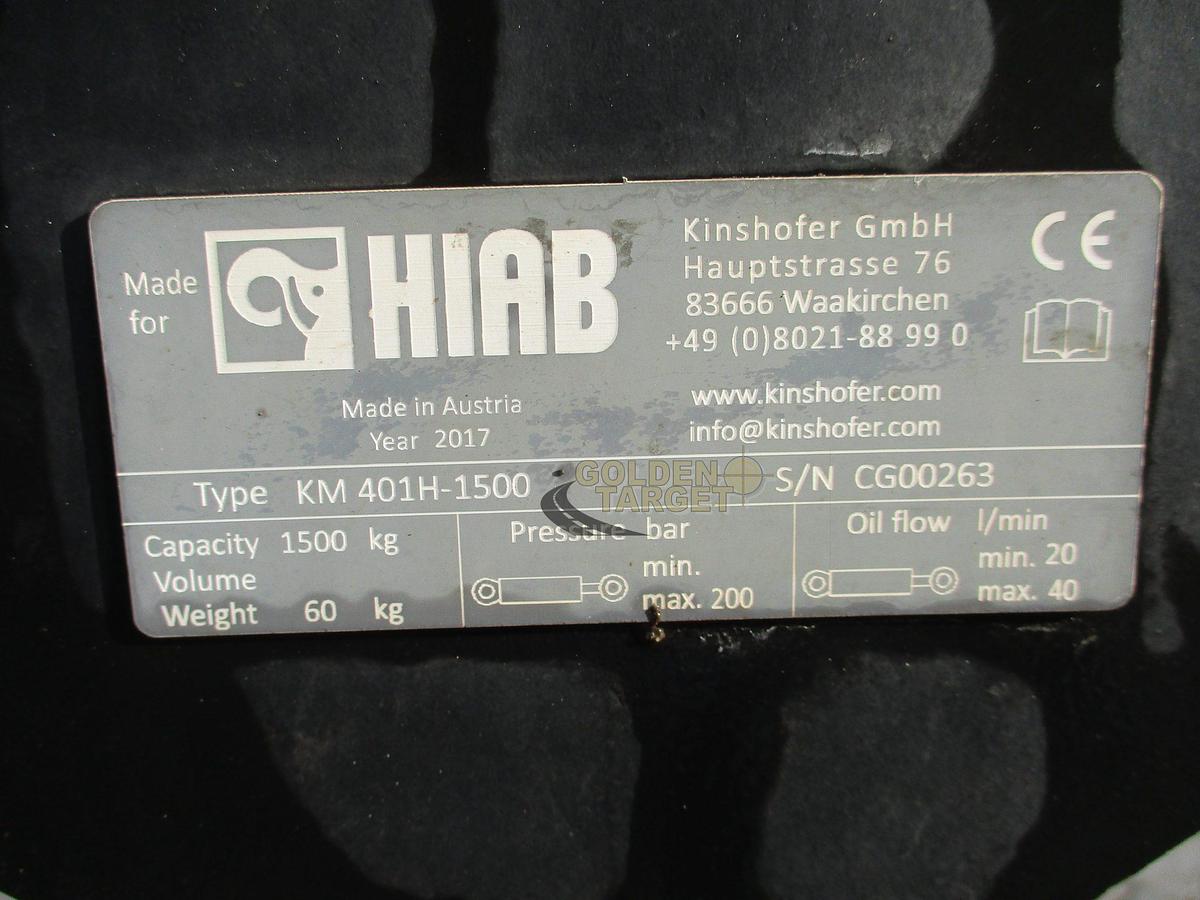 Made for
HIAB
Made in Austria
Year 2017
Kinshofer GmbH
Hauptstrasse 76
83666 Waakirchen
+49 (0)8021-88 99 0
www.kinshofer.com
info@kinshofer.com
CE
Type KM 401H-1500
S/N CG00263
GOLDEN
TARGET
Capacity 1500 kg
Volume
Weight 60 kg
Pressure bar
min.
max. 200
Oil flow l/min
min. 20
max. 40